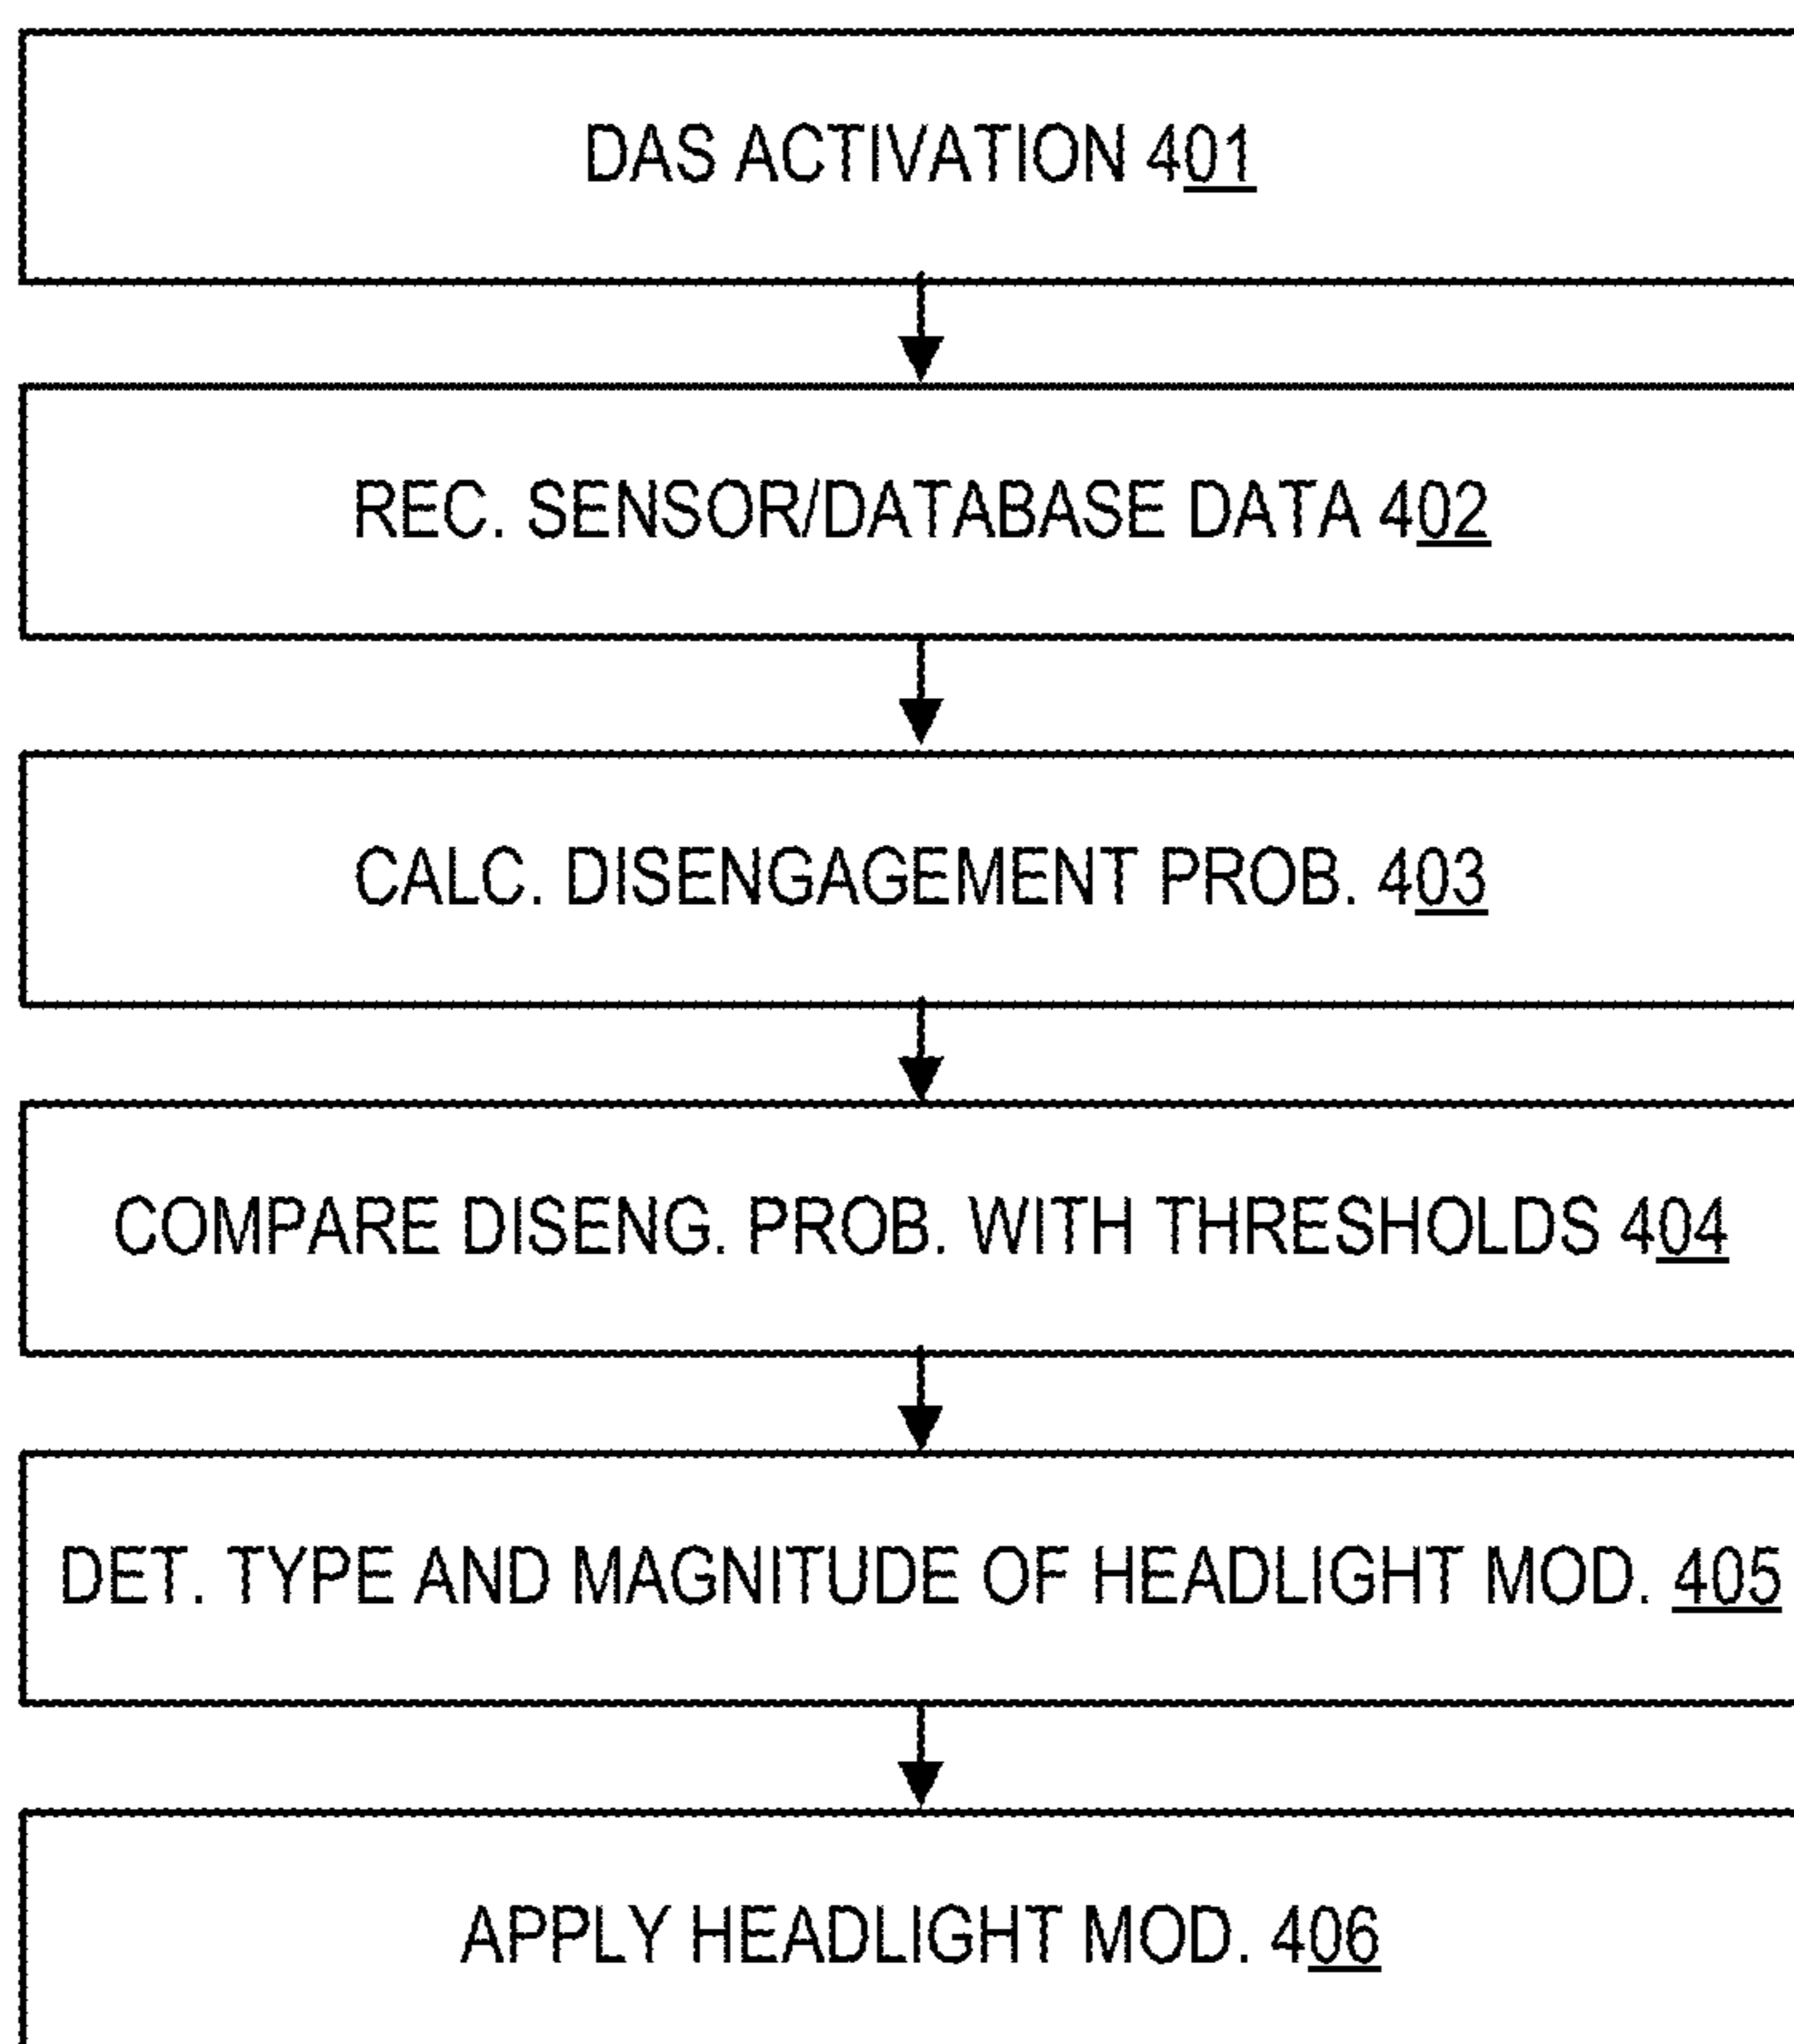 DAS ACTIVATION 401
REC. SENSOR/DATABASE DATA 402
CALC. DISENGAGEMENT PROB. 403
COMPARE DISENG. PROB. WITH THRESHOLDS 404
DET. TYPE AND MAGNITUDE OF HEADLIGHT MOD. 405
APPLY HEADLIGHT MOD. 406